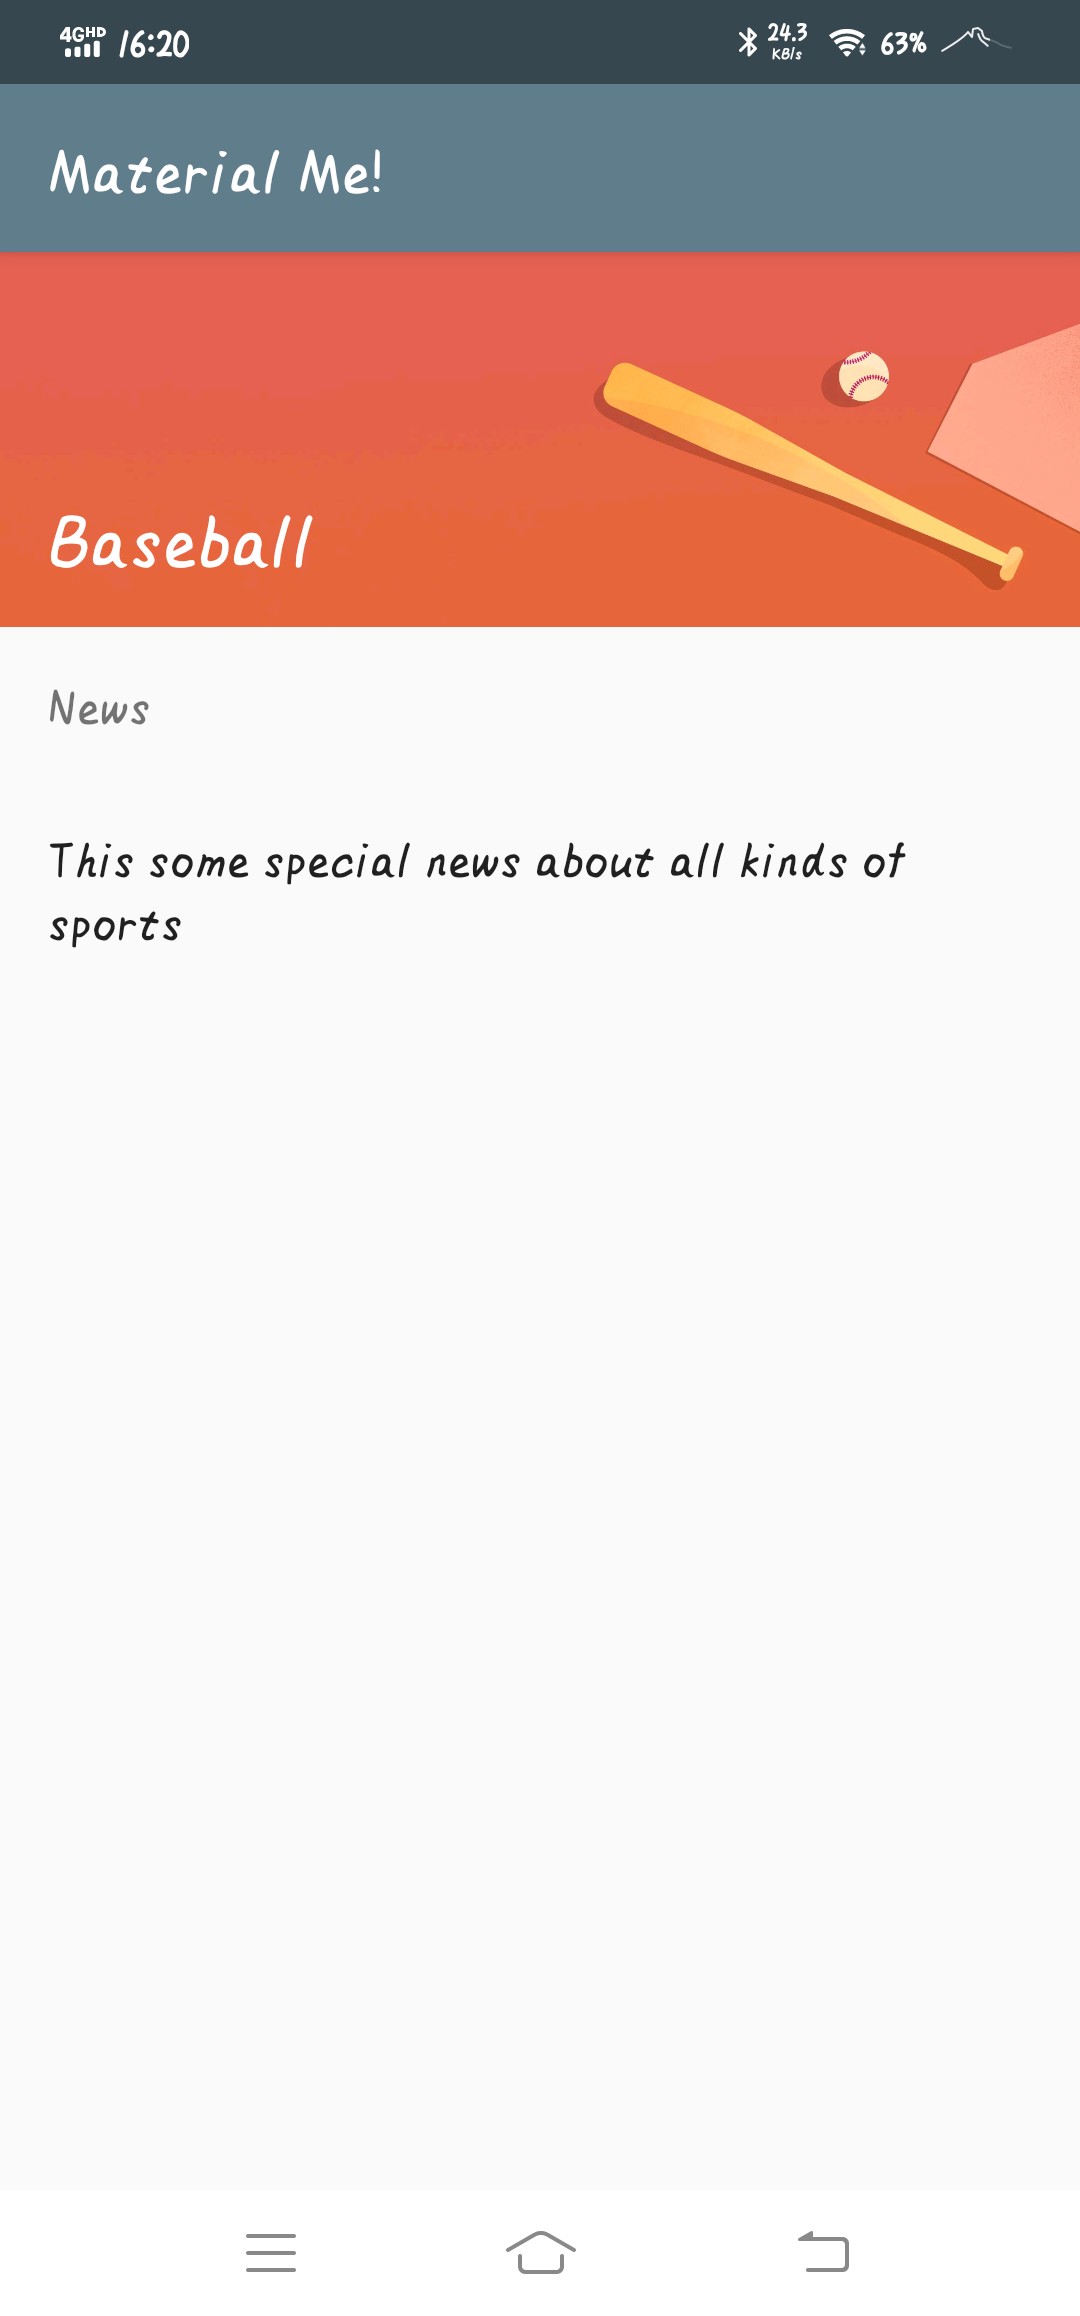 4GHD 16:20 24.3 KB/s 63%
Material Me!
Baseball
News
This some special news about all kinds of
sports